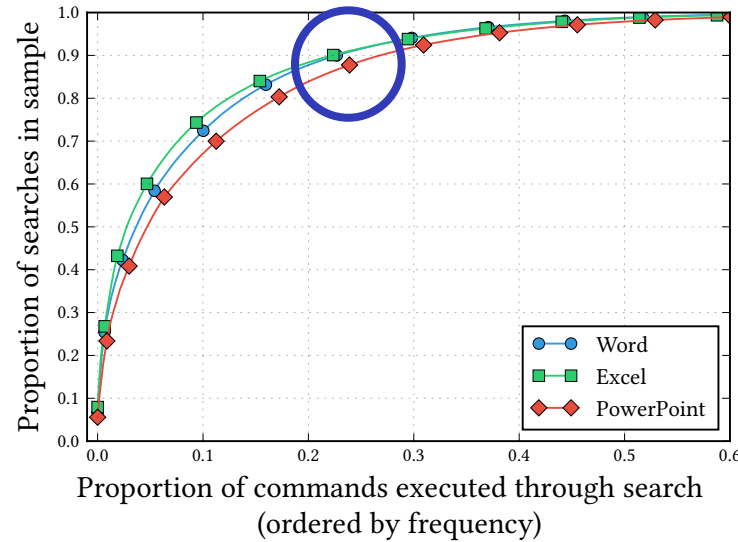 Proportion of searches in sample
1.0
0.9
0.8
0.7
0.6
0.5
0.4
0.3
0.2
0.1
0.0
Word
Excel
PowerPoint
0.0 0.1 0.2 0.3 0.4 0.5 0.6
Proportion of commands executed through search
(ordered by frequency)